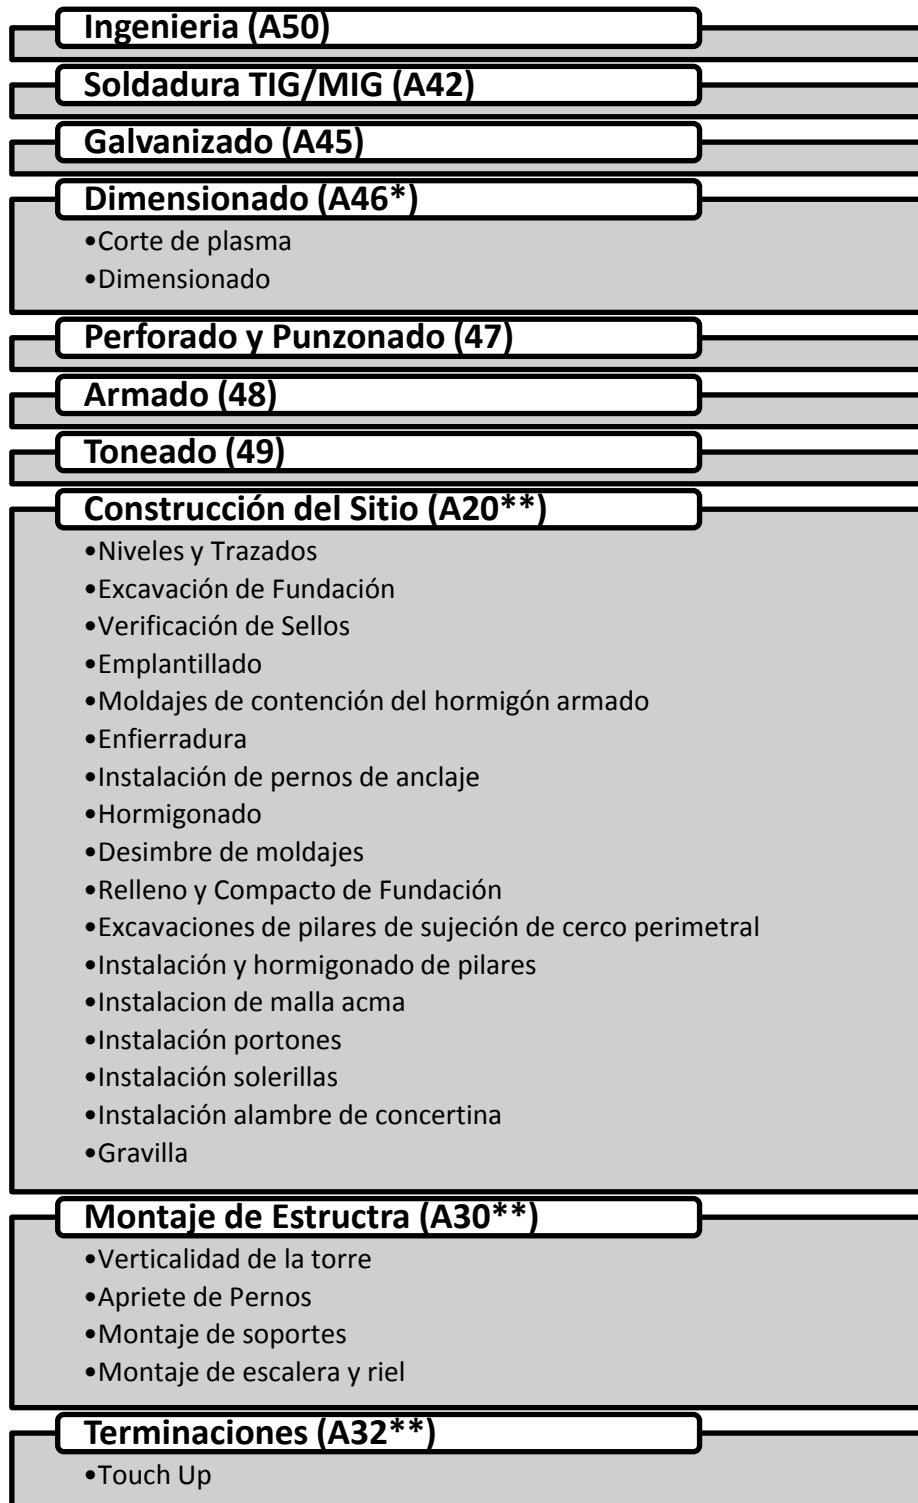 Ingenieria (A50)
Soldadura TIG/MIG (A42)
Galvanizado (A45)
Dimensionado (A46*)
•Corte de plasma
•Dimensionado
Perforado y Punzonado (47)
Armado (48)
Toneado (49)
Construcción del Sitio (A20**)
•Niveles y Trazados
•Excavación de Fundación
•Verificación de Sellos
•Emplantillado
•Moldajes de contención del hormigón armado
•Enfierradura
•Instalación de pernos de anclaje
•Hormigonado
•Desimbre de moldajes
•Relleno y Compacto de Fundación
•Excavaciones de pilares de sujeción de cerco perimetral
•Instalación y hormigonado de pilares
•Instalacion de malla acma
•Instalación portones
•Instalación solerillas
•Instalación alambre de concertina
•Gravilla
Montaje de Estructra (A30**)
•Verticalidad de la torre
•Apriete de Pernos
•Montaje de soportes
•Montaje de escalera y riel
Terminaciones (A32**)
•Touch Up